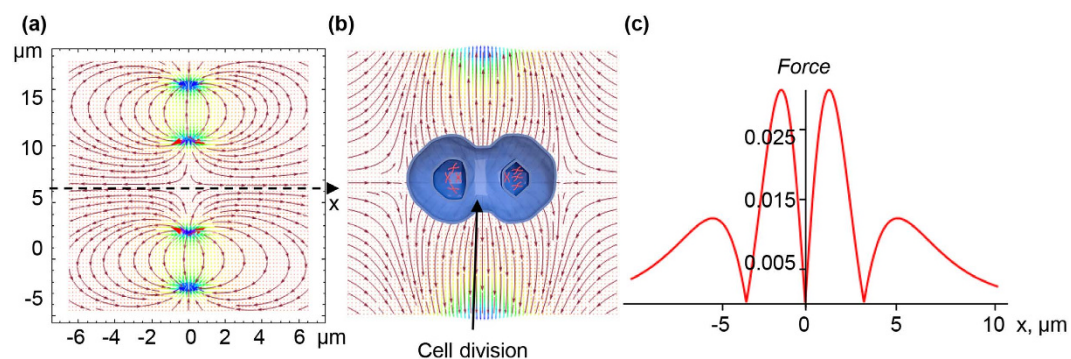 (a)
µm
15
10
5
0
-5
x
-6 -4 -2 0 2 4 6 µm
(b)
Cell division
(c)
Force
0.025
0.015
0.005
-5 0 5 10 x, µm